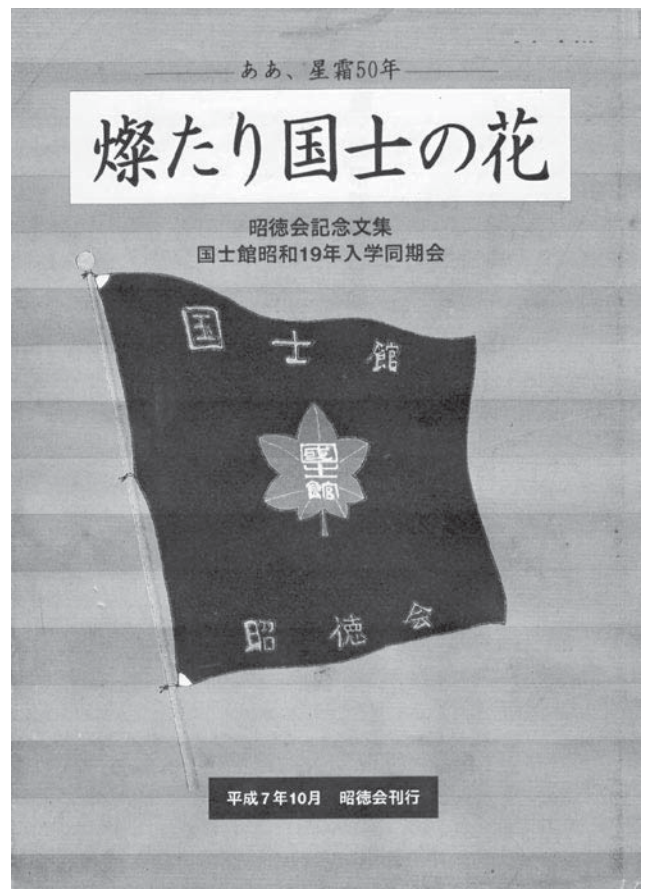 ああ、星霜50年
燦たり国士の花
昭徳会記念文集
国士館昭和19年入学同期会
国士館
國士館
昭徳会
平成7年10月 昭徳会刊行